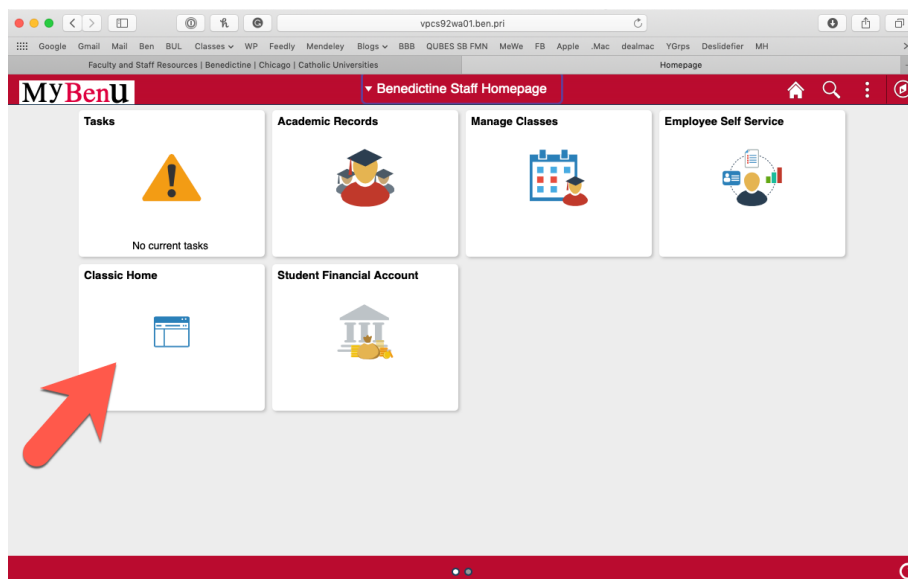 vpcs92wa01.ben.pri
Google Gmail Mail Ben BUL Classes WP Feedly Mendeley Blogs BBB QUBES SB FMN MeWe FB Apple .Mac dealmac YGrps Deslidefier MH
Faculty and Staff Resources | Benedictine | Chicago | Catholic Universities Homepage
MyBenU Benedictine Staff Homepage
Tasks Academic Records Manage Classes Employee Self Service
No current tasks
Classic Home Student Financial Account